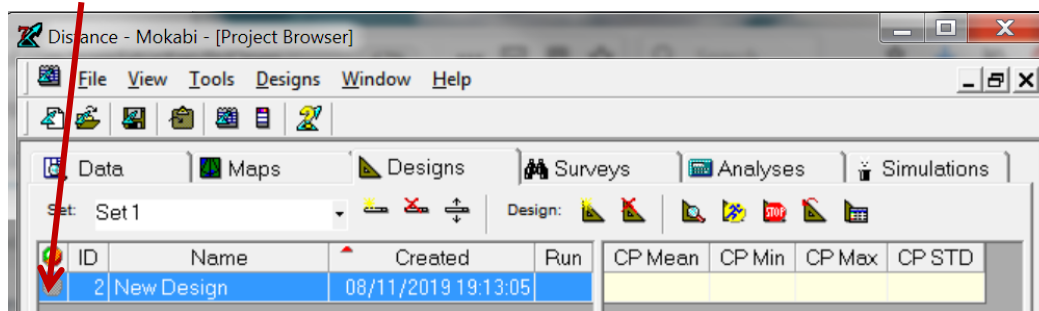 Distance - Mokabi - [Project Browser]
File View Tools Designs Window Help
Data Maps Designs Surveys Analyses Simulations
Set: Set 1 Design: STOP
ID Name Created Run CP Mean CP Min CP Max CP STD
2 New Design 08/11/2019 19:13:05